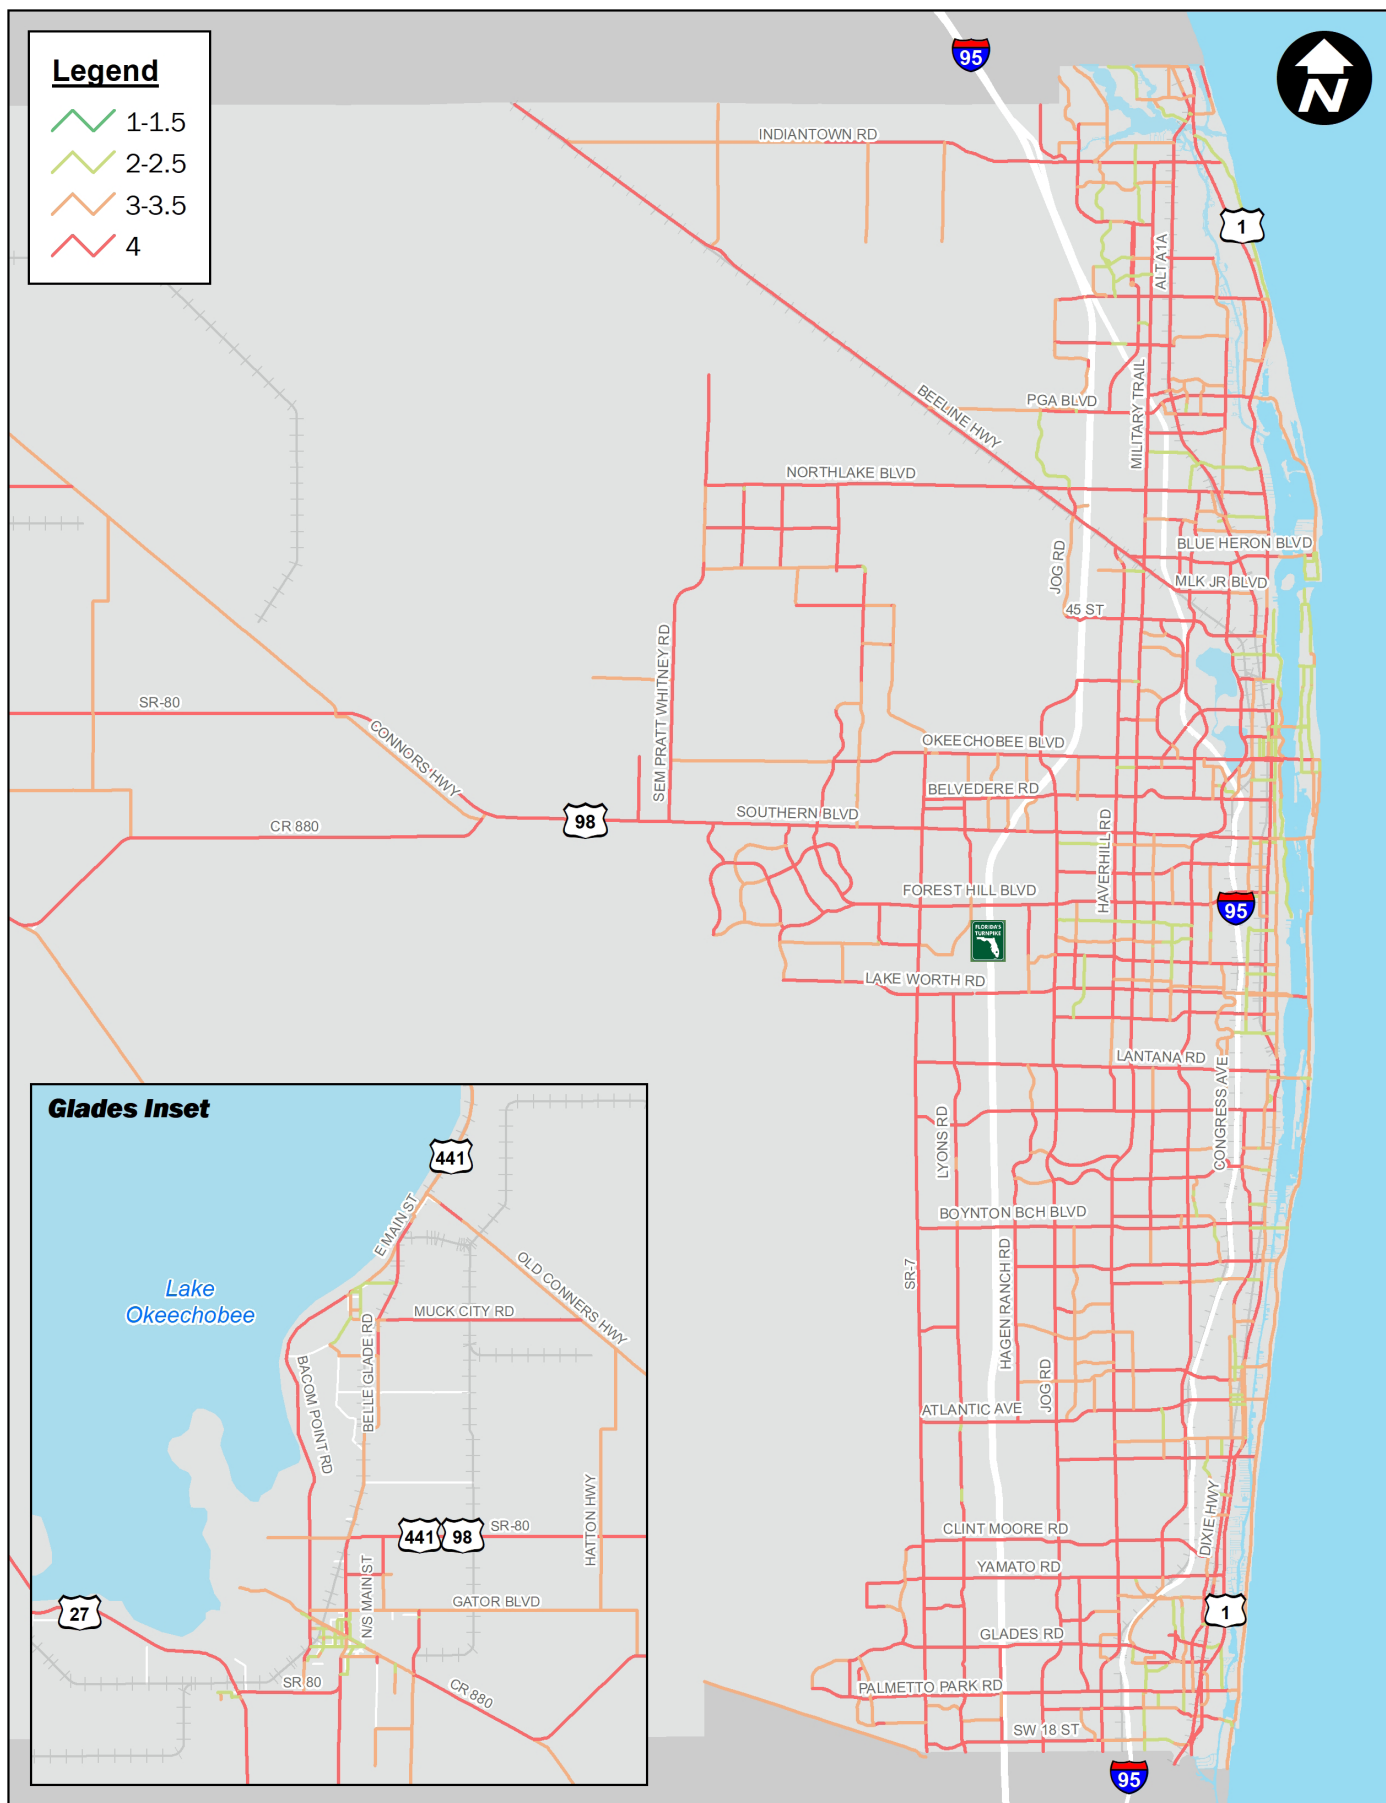 Legend
1-1.5
2-2.5
3-3.5
4
95
N
INDIANTOWN RD
1
ALT A1A
BEELINE HWY
PGA BLVD
MILITARY TRAIL
NORTHLAKE BLVD
JOG RD
BLUE HERON BLVD
MLK JR BLVD
45 ST
SEM PRATT WHITNEY RD
SR-80
CONNORS HWY
OKEECHOBEE BLVD
BELVEDERE RD
98
SOUTHERN BLVD
CR 880
HAVERHILL RD
FOREST HILL BLVD
95
FLORIDA'S
TURNPIKE
LAKE WORTH RD
LANTANA RD
CONGRESS AVE
LYONS RD
BOYNTON BCH BLVD
SR-7
HAGEN RANCH RD
JOG RD
ATLANTIC AVE
CLINT MOORE RD
DIXIE HWY
YAMATO RD
1
GLADES RD
PALMETTO PARK RD
SW 18 ST
95
Glades Inset
441
E MAIN ST
Lake
Okeechobee
OLD CONNERS HWY
MUCK CITY RD
BELLE GLADE RD
BACOM POINT RD
HATTON HWY
441
98
SR-80
N/S MAIN ST
GATOR BLVD
27
SR 80
CR 880